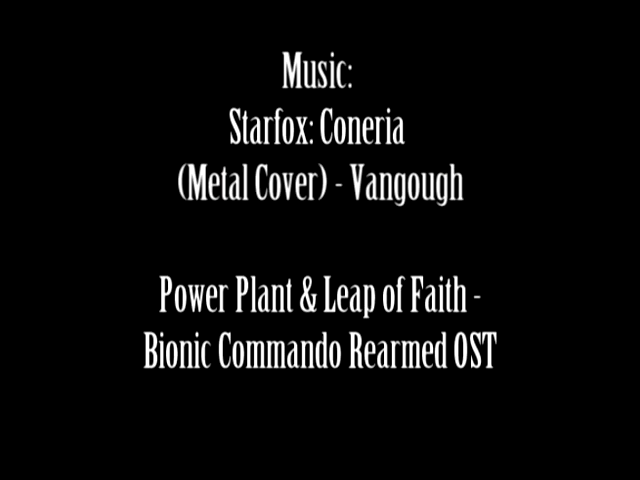 Music:
Starfox: Coneria
(Metal Cover) - Vangough
Power Plant & Leap of Faith -
Bionic Commando Rearmed OST